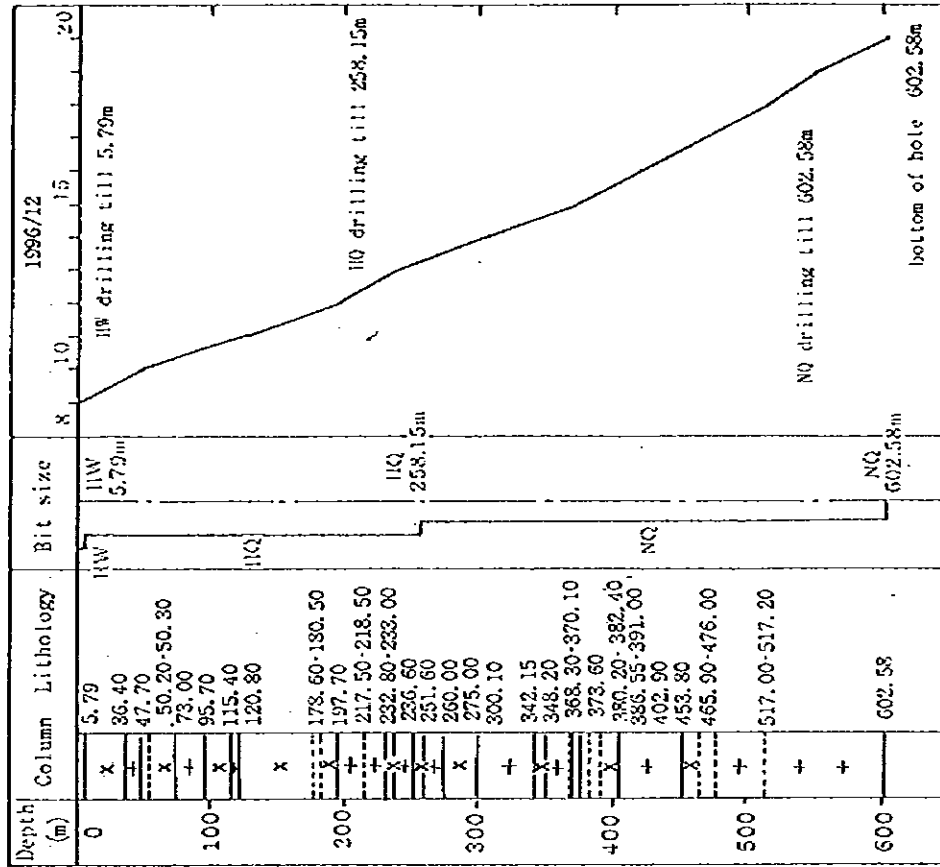 1996/12
8 10 15 20
HW drilling till 5.79m
HQ drilling till 258.15m
NQ drilling till 602.58m
bottom of hole 602.58m
Bit size
HW
5.79m
HQ
258.15m
NQ
602.58m
HW
HQ
NQ
Depth
(m)
Column
Lithology
0
100
200
300
400
500
600
5.79
36.40
47.70
50.20-50.30
73.00
95.70
115.40
120.80
178.60-180.50
197.70
217.50-218.50
232.80-233.00
236.60
251.60
260.00
275.00
300.10
342.15
348.20
368.30-370.10
373.60
380.20-382.40
386.55-391.00
402.90
453.80
465.90-476.00
517.00-517.20
602.58